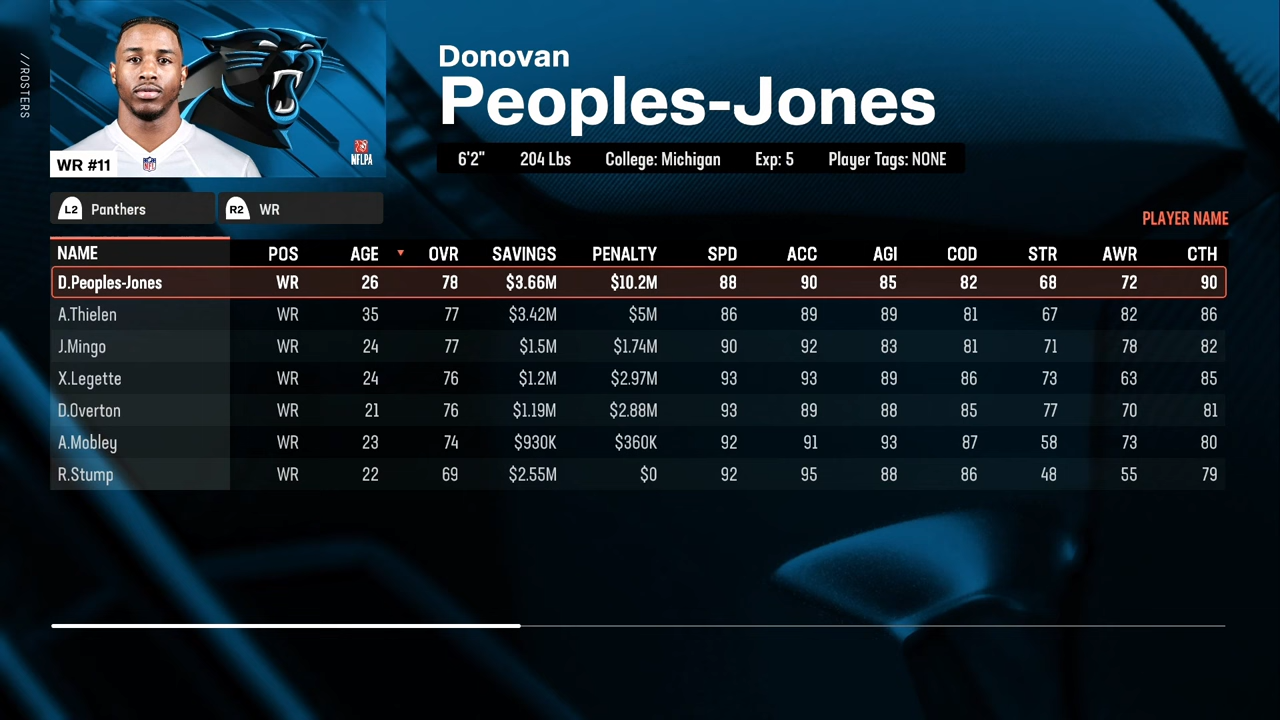 //ROSTERS
WR #11
NFL
NFLPA
Donovan
Peoples-Jones
6'2" 204 Lbs College: Michigan Exp: 5 Player Tags: NONE
L2 Panthers R2 WR
PLAYER NAME
NAME POS AGE OVR SAVINGS PENALTY SPD ACC AGI COD STR AWR CTH
D.Peoples-Jones WR 26 78 $3.66M $10.2M 88 90 85 82 68 72 90
A.Thielen WR 35 77 $3.42M $5M 86 89 89 81 67 82 86
J.Mingo WR 24 77 $1.5M $1.74M 90 92 83 81 71 78 82
X.Legette WR 24 76 $1.2M $2.97M 93 93 89 86 73 63 85
D.Overton WR 21 76 $1.19M $2.88M 93 89 88 85 77 70 81
A.Mobley WR 23 74 $930K $360K 92 91 93 87 58 73 80
R.Stump WR 22 69 $2.55M $0 92 95 88 86 48 55 79